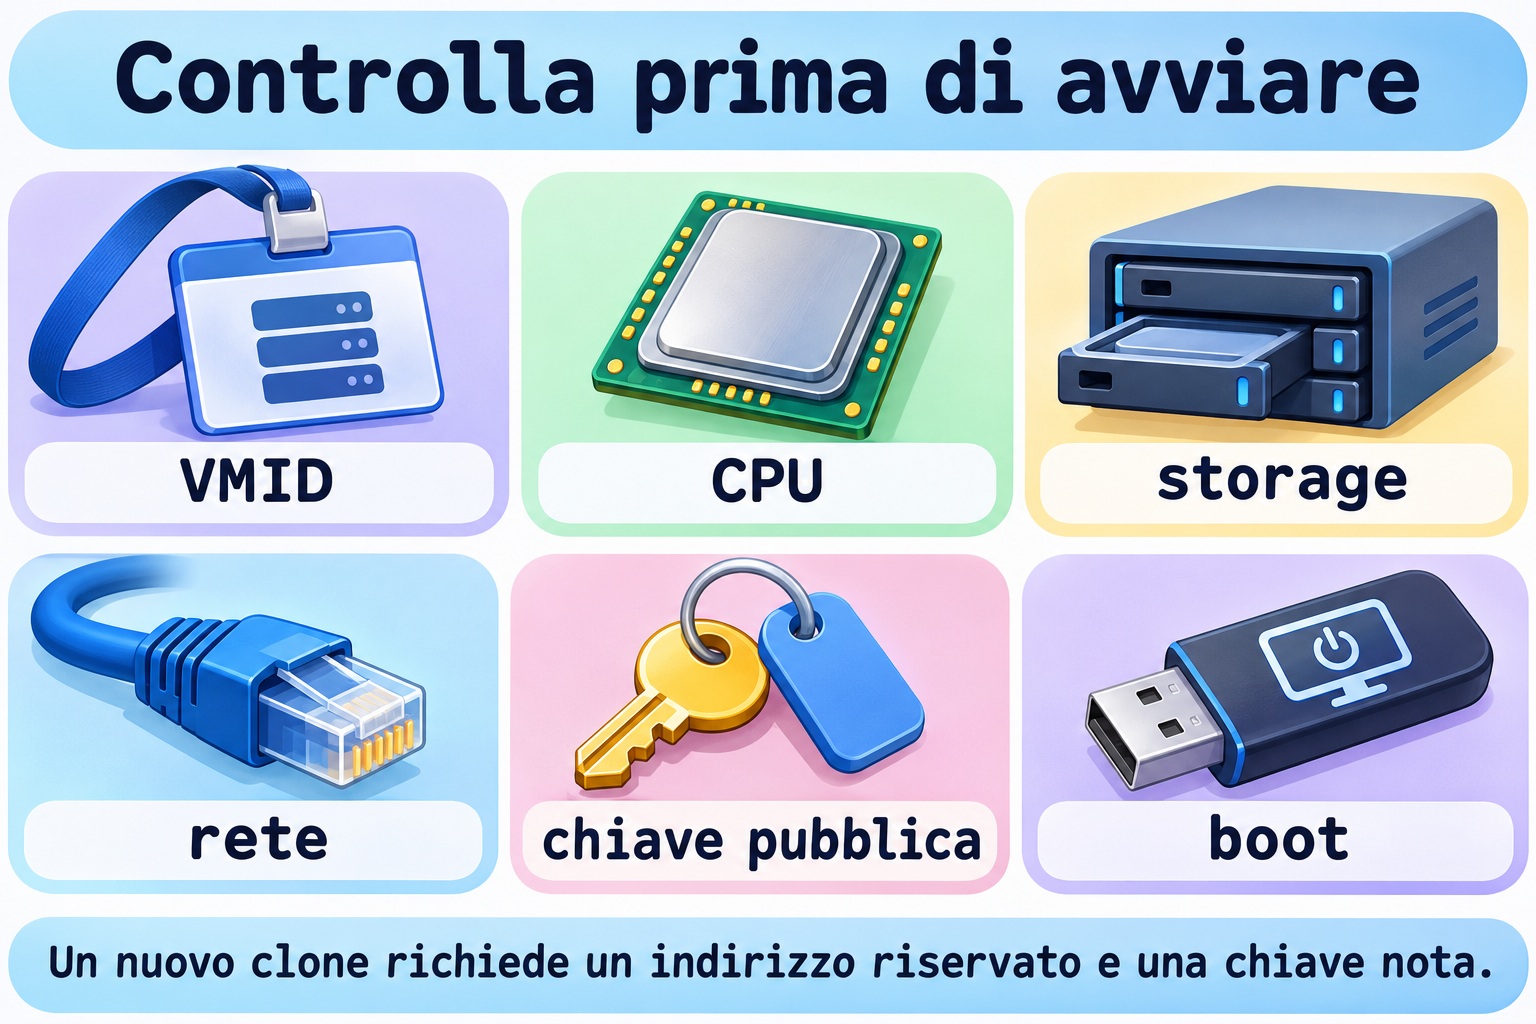 Controlla prima di avviare
VMID
CPU
storage
rete
chiave pubblica
boot
Un nuovo clone richiede un indirizzo riservato e una chiave nota.